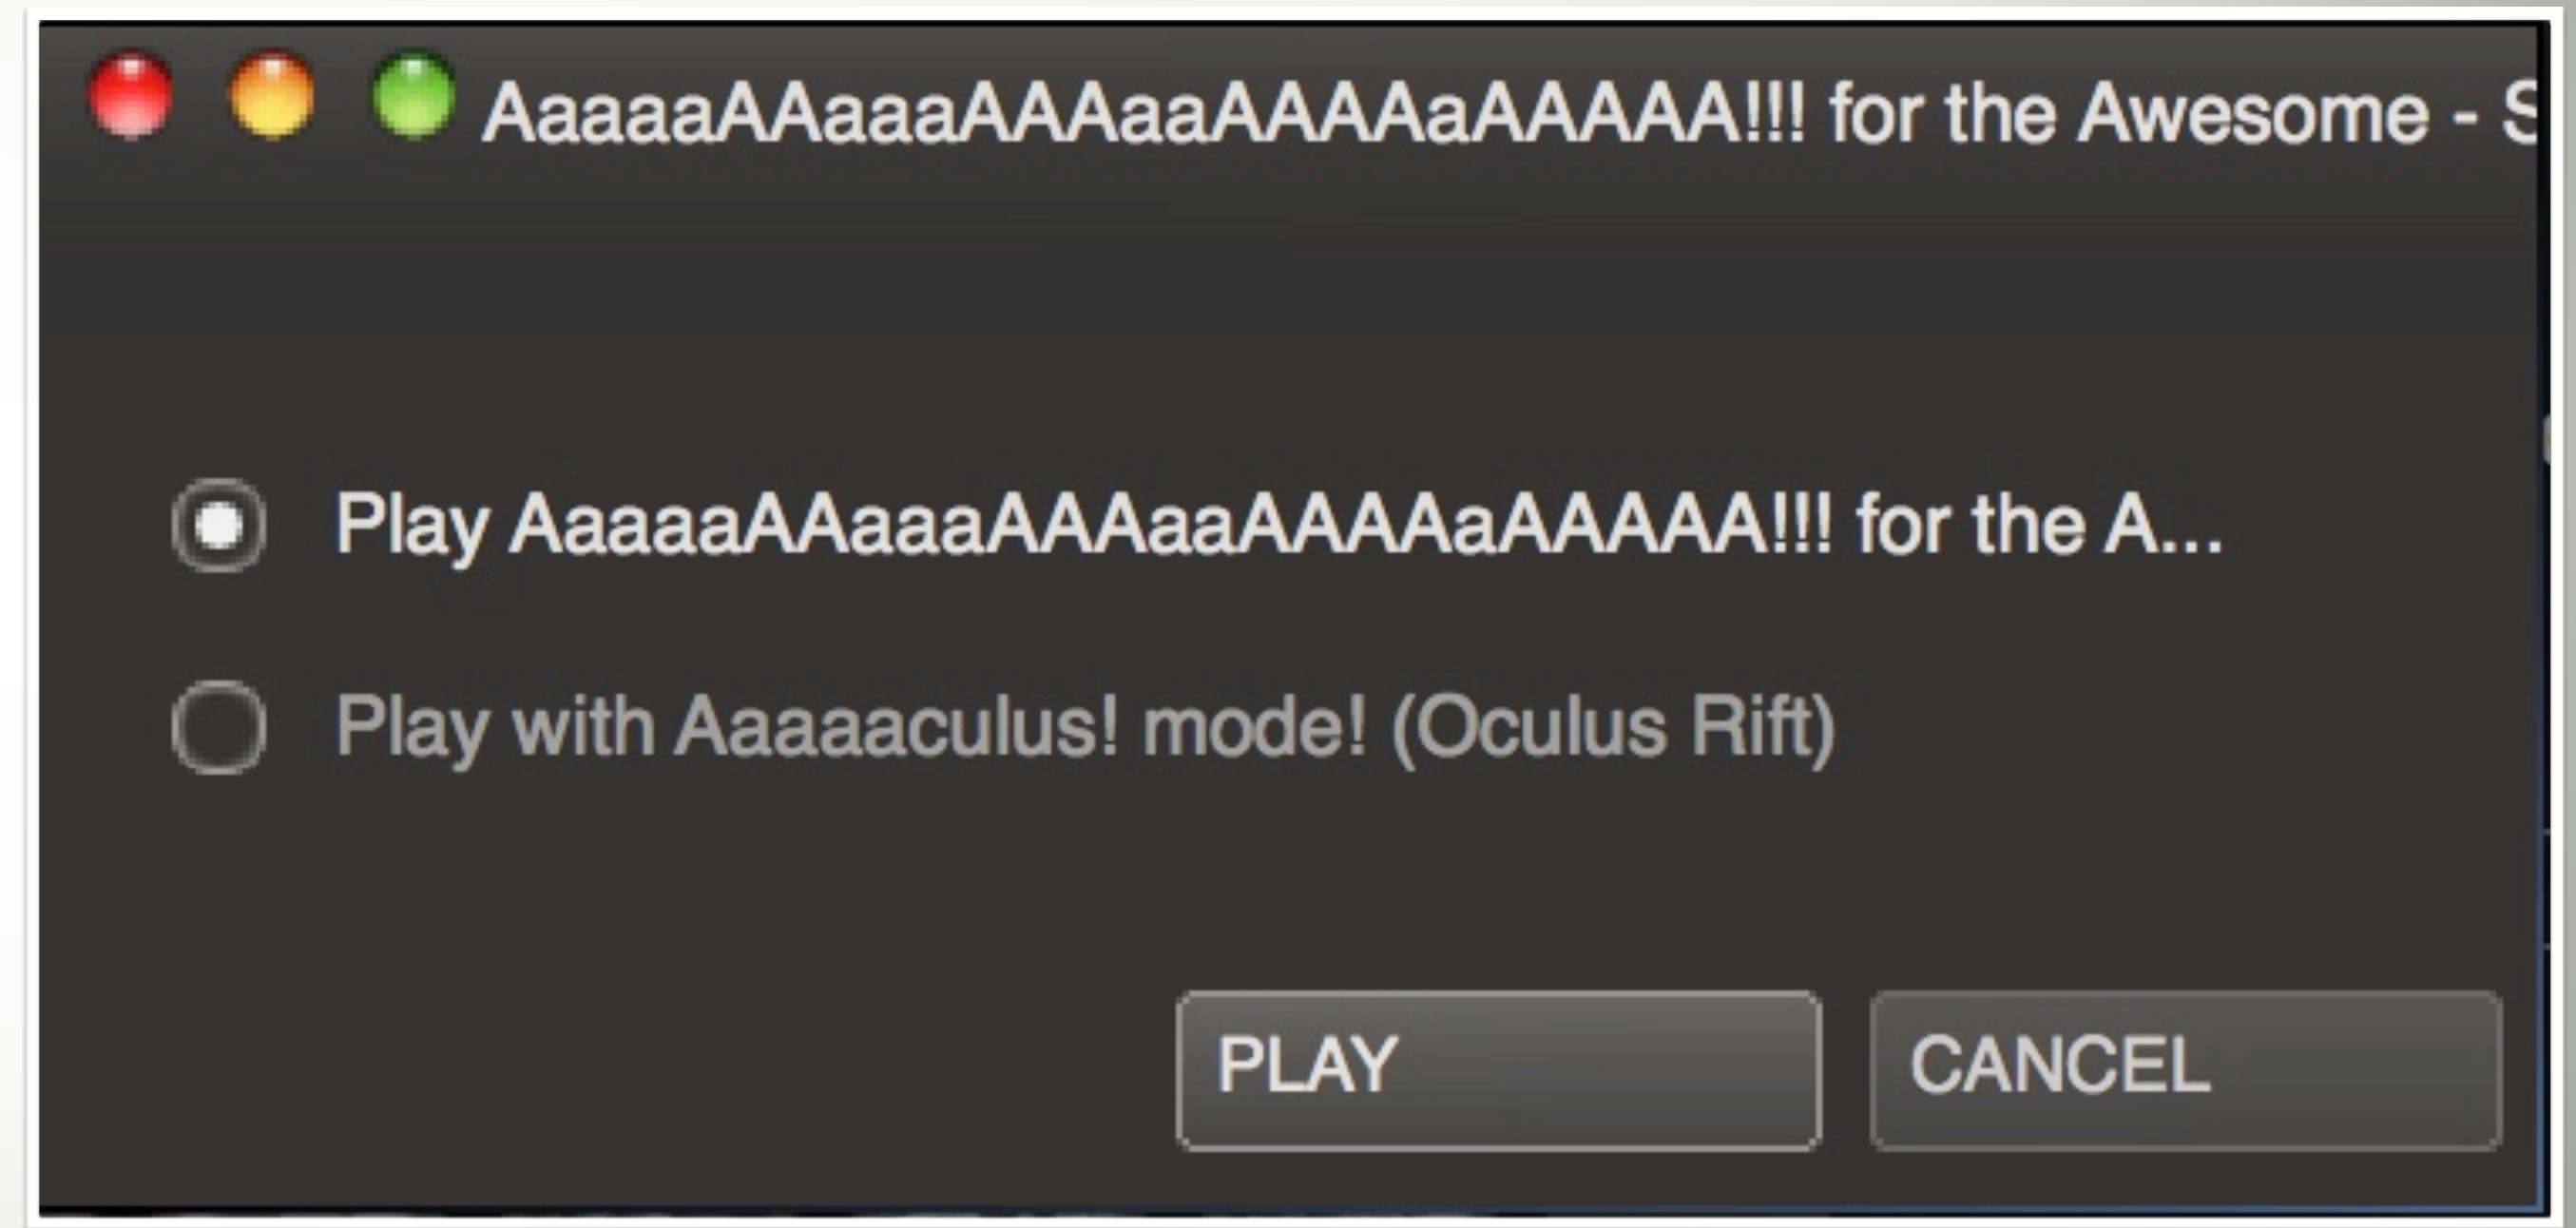 AaaaaAAaaaAAAaaAAAAaAAAAA!!! for the Awesome - S
Play AaaaaAAaaaAAAaaAAAAaAAAAA!!! for the A...
Play with Aaaaaculus! mode! (Oculus Rift)
PLAY
CANCEL